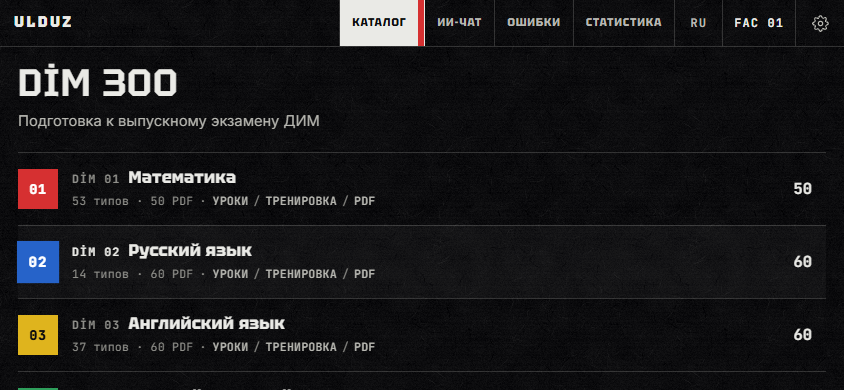 ULDUZ КАТАЛОГ ИИ-ЧАТ ОШИБКИ СТАТИСТИКА RU FAC 01
DİM 300
Подготовка к выпускному экзамену ДИМ
01 DİM 01 Математика 50
53 типов · 50 PDF · УРОКИ / ТРЕНИРОВКА / PDF
02 DİM 02 Русский язык 60
14 типов · 60 PDF · УРОКИ / ТРЕНИРОВКА / PDF
03 DİM 03 Английский язык 60
37 типов · 60 PDF · УРОКИ / ТРЕНИРОВКА / PDF